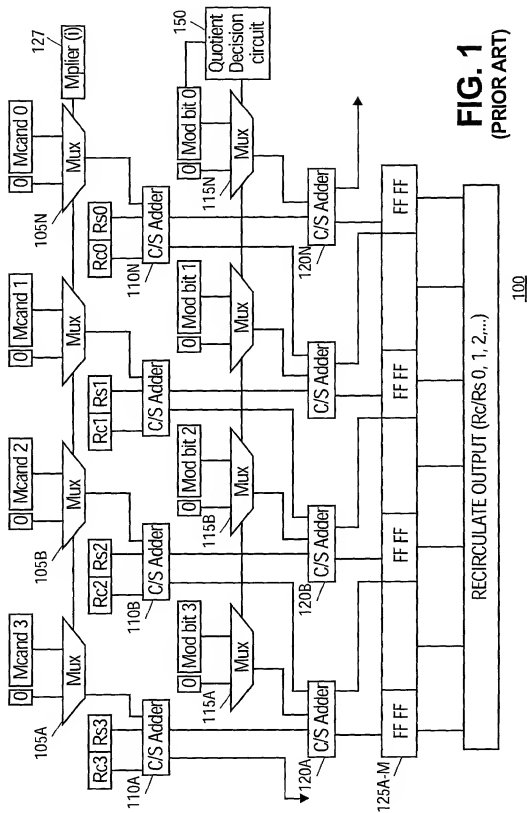 0 Mcand 3
0 Mcand 2
0 Mcand 1
0 Mcand 0
127
Mplier (i)
105A
Mux
105B
Mux
Mux
105N
Mux
Rc3 Rs3
Rc2 Rs2
Rc1 Rs1
Rc0 Rs0
110A
C/S Adder
110B
C/S Adder
C/S Adder
110N
C/S Adder
150
Quotient
Decision
circuit
0 Mod bit 3
0 Mod bit 2
0 Mod bit 1
0 Mod bit 0
115A
Mux
115B
Mux
Mux
115N
Mux
120A
C/S Adder
120B
C/S Adder
C/S Adder
120N
C/S Adder
125A-M
FF FF
FF FF
FF FF
FF FF
RECIRCULATE OUTPUT (Rc/Rs 0, 1, 2,...)
100
FIG. 1
(PRIOR ART)